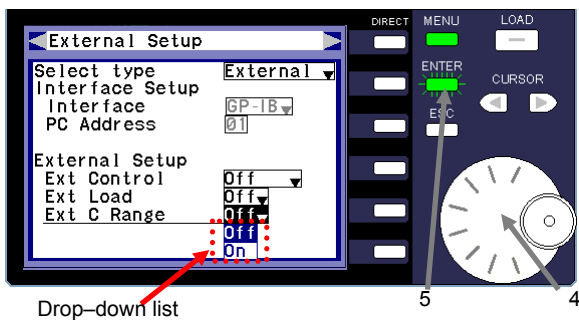 DIRECT MENU LOAD
External Setup
ENTER
CURSOR
ESC
Select type External
Interface Setup
Interface GP-IB
PC Address 01
External Setup
Ext Control Off
Ext Load Off
Ext C Range Off
Off
On
Drop–down list
5
4